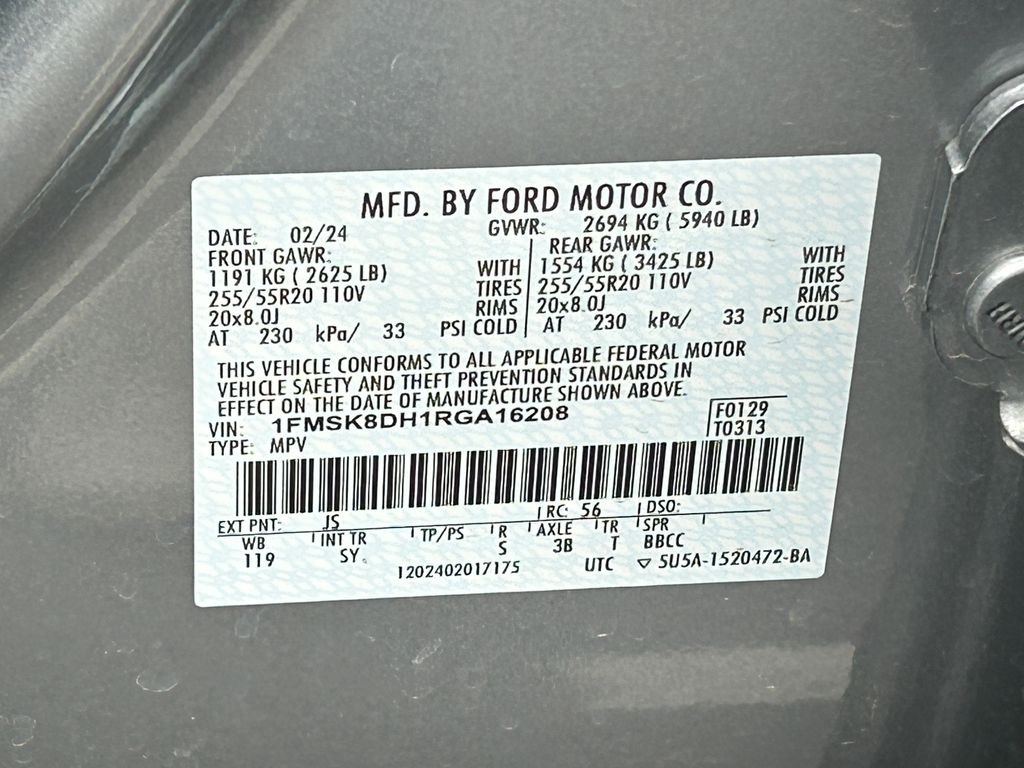 MFD. BY FORD MOTOR CO.
DATE: 02/24 GVWR: 2694 KG ( 5940 LB)
FRONT GAWR:
1191 KG ( 2625 LB) WITH
255/55R20 110V TIRES
20x8.0J RIMS
AT 230 kPa/ 33 PSI COLD
REAR GAWR:
1554 KG ( 3425 LB) WITH
255/55R20 110V TIRES
20x8.0J RIMS
AT 230 kPa/ 33 PSI COLD
THIS VEHICLE CONFORMS TO ALL APPLICABLE FEDERAL MOTOR
VEHICLE SAFETY AND THEFT PREVENTION STANDARDS IN
EFFECT ON THE DATE OF MANUFACTURE SHOWN ABOVE.
VIN: 1FMSK8DH1RGA16208
TYPE: MPV
F0129
T0313
EXT PNT: JS RC: 56 DSO:
WB INT TR TP/PS R AXLE TR SPR
119 SY S 3B T BBCC
1202402017175 UTC ▽ 5U5A-1520472-BA